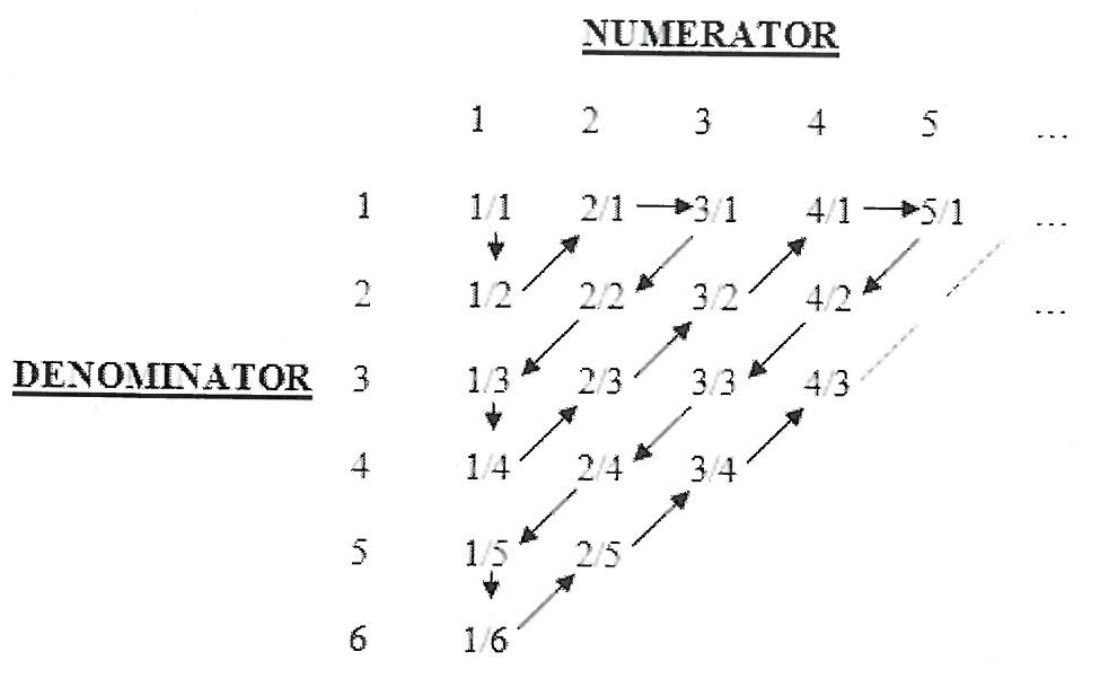 NUMERATOR
1 2 3 4 5 ...
1 1/1 2/1 3/1 4/1 5/1 ...
2 1/2 2/2 3/2 4/2 ...
DENOMINATOR 3 1/3 2/3 3/3 4/3
4 1/4 2/4 3/4
5 1/5 2/5
6 1/6